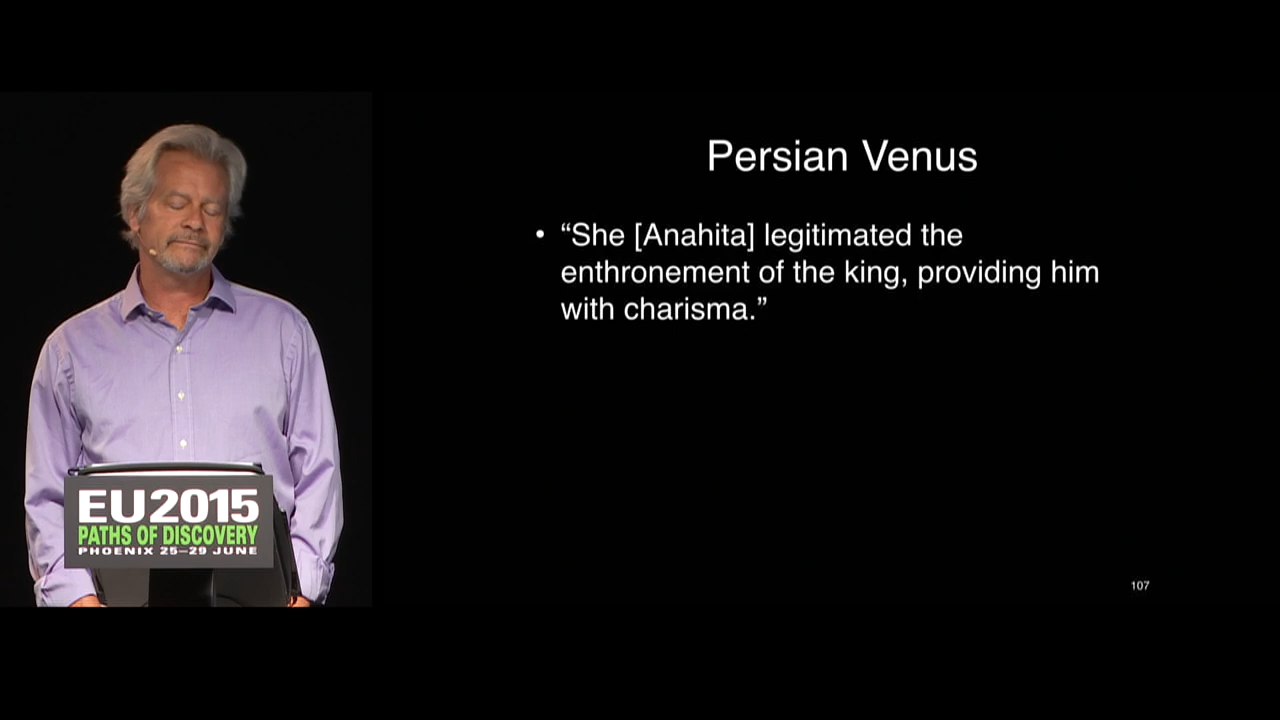 Persian Venus
• “She [Anahita] legitimated the
enthronement of the king, providing him
with charisma.”
107
EU2015
PATHS OF DISCOVERY
PHOENIX 25–29 JUNE